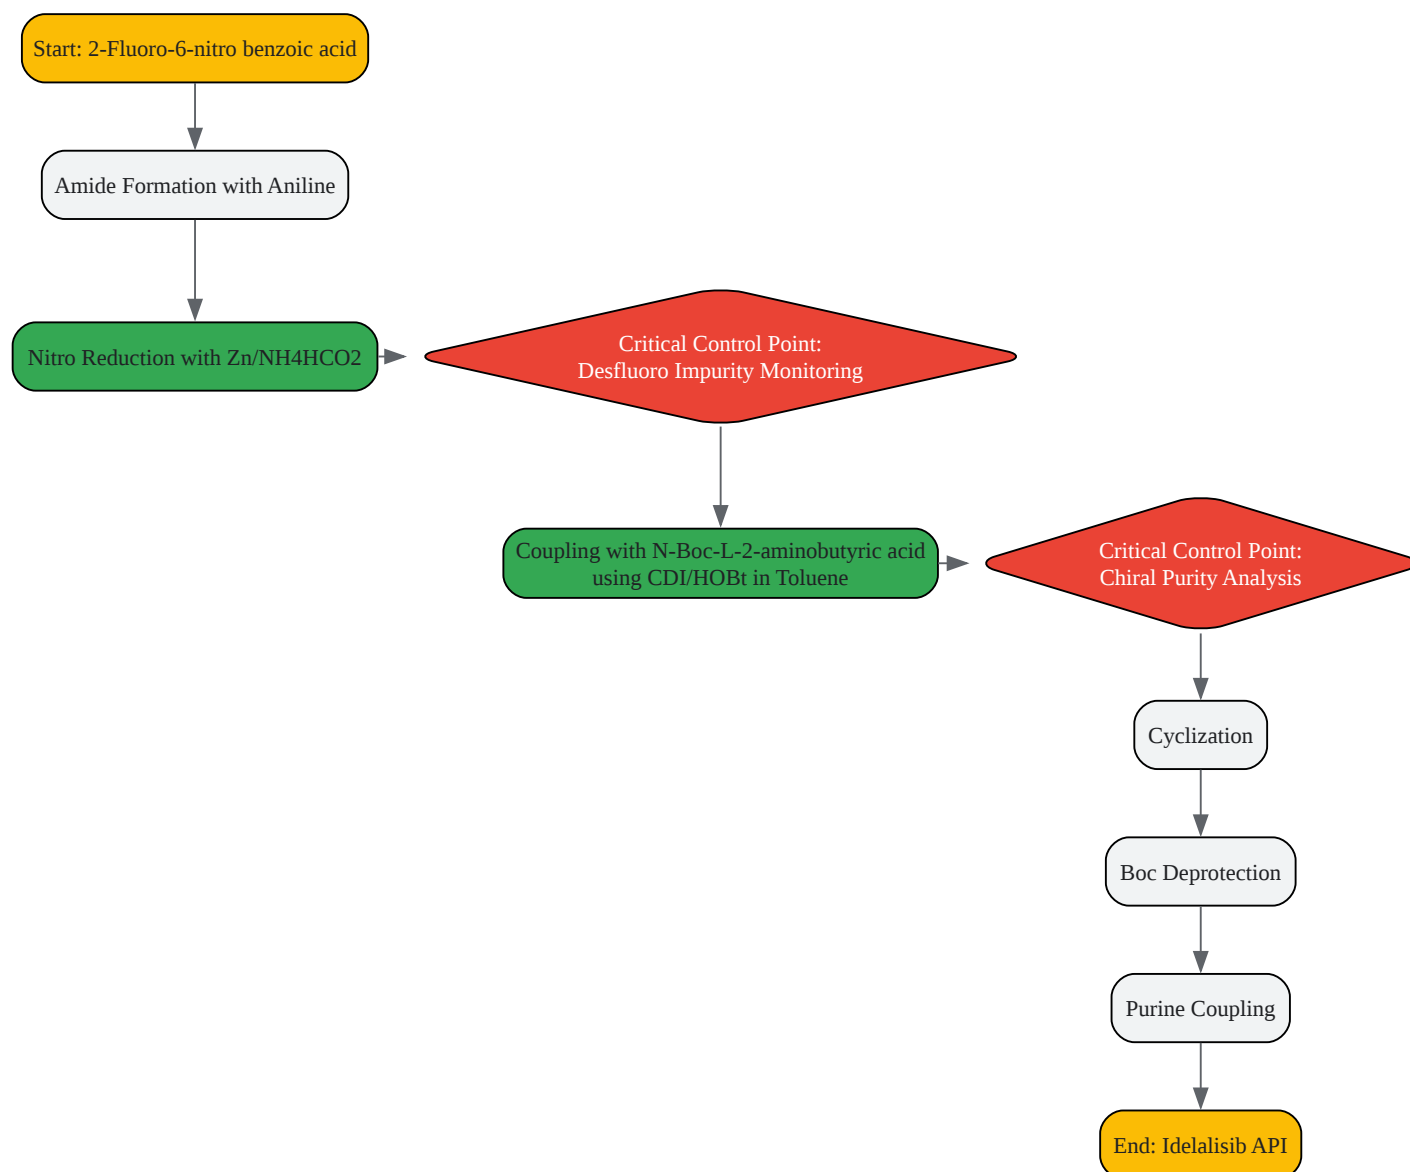 Start: 2-Fluoro-6-nitro benzoic acid
Amide Formation with Aniline
Nitro Reduction with Zn/NH4HCO2
Critical Control Point:
Desfluoro Impurity Monitoring
Coupling with N-Boc-L-2-aminobutyric acid
using CDI/HOBt in Toluene
Critical Control Point:
Chiral Purity Analysis
Cyclization
Boc Deprotection
Purine Coupling
End: Idelalisib API